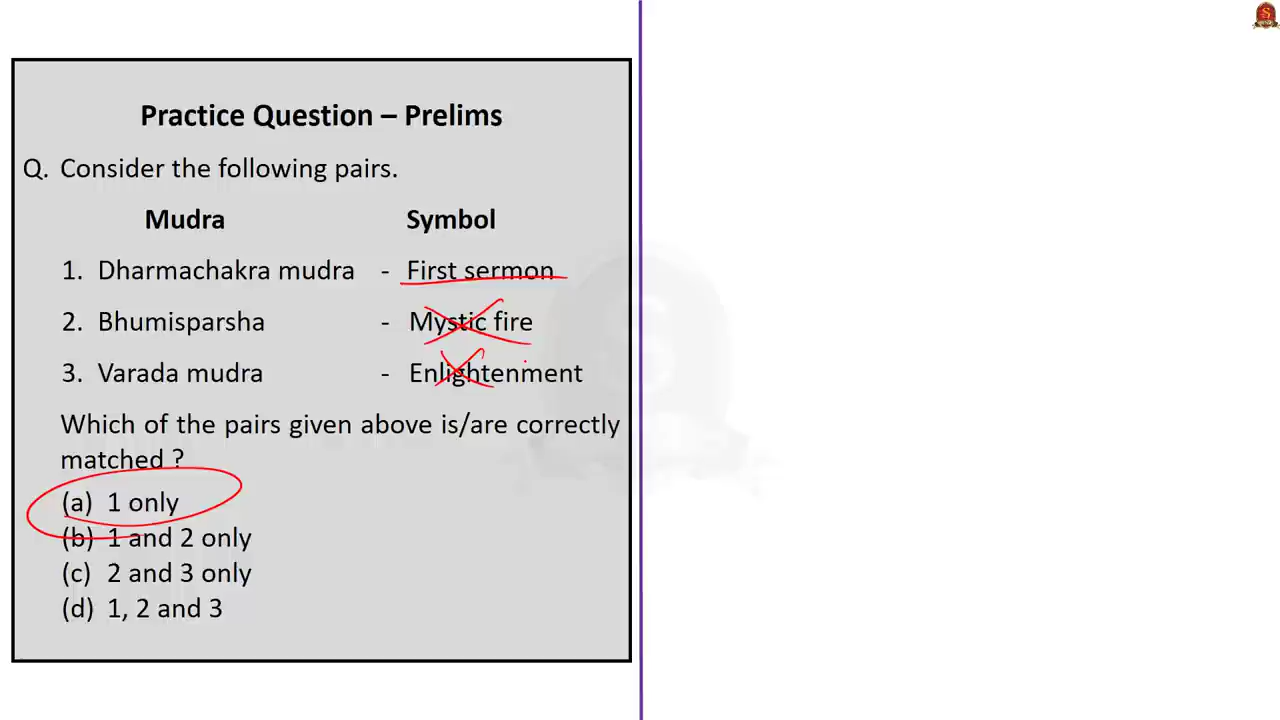 Practice Question – Prelims
Q. Consider the following pairs.
Mudra Symbol
1. Dharmachakra mudra - First sermon
2. Bhumisparsha - Mystic fire
3. Varada mudra - Enlightenment
Which of the pairs given above is/are correctly
matched ?
(a) 1 only
(b) 1 and 2 only
(c) 2 and 3 only
(d) 1, 2 and 3